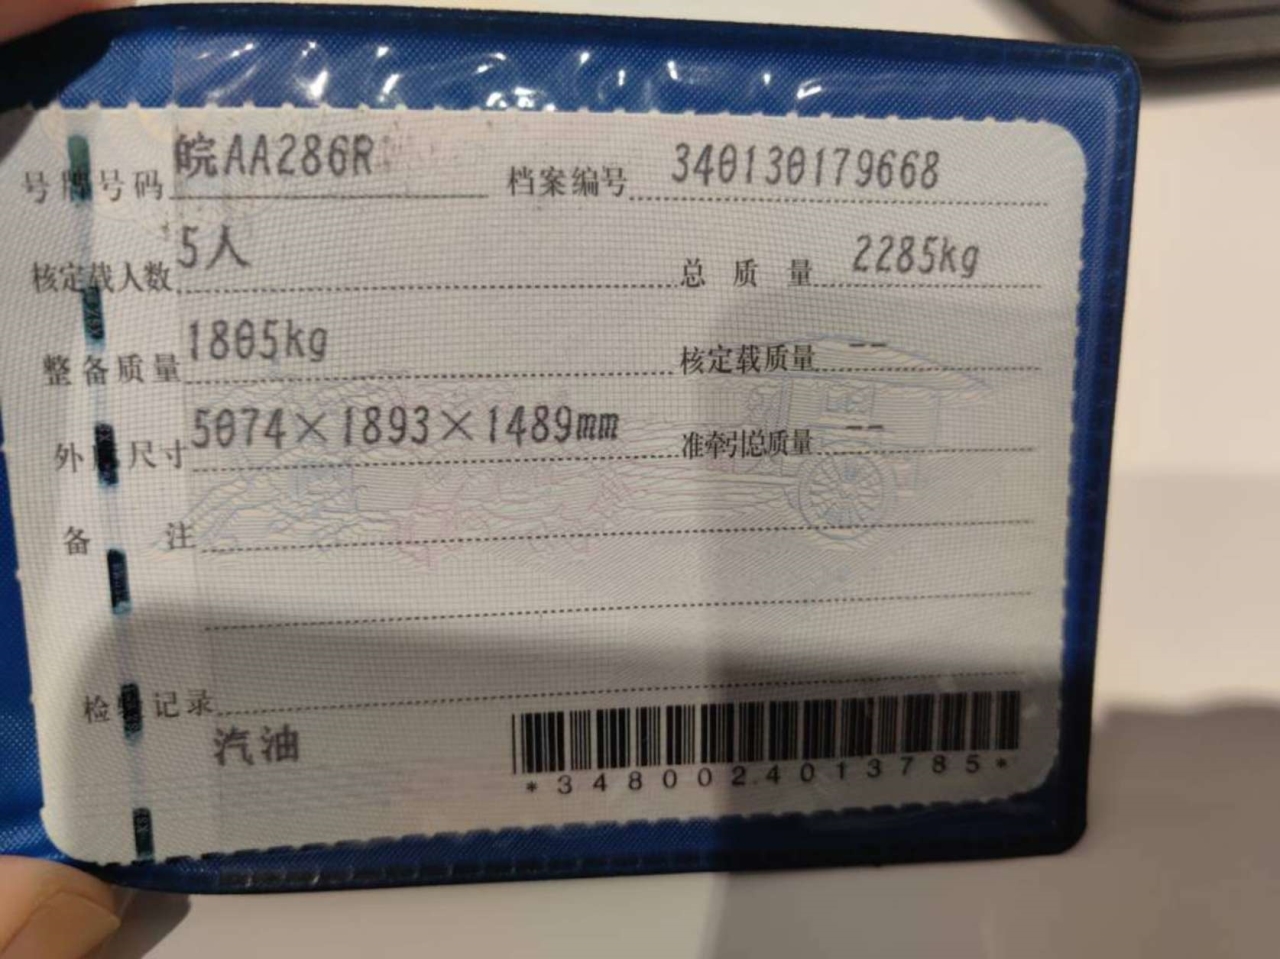 号牌号码 皖AA286R 档案编号 340130179668
核定载人数 5人 总质量 2285kg
整备质量 1805kg 核定载质量 --
外廓尺寸 5074×1893×1489mm 准牵引总质量 --
备注
检验记录
汽油
*3480024013785*